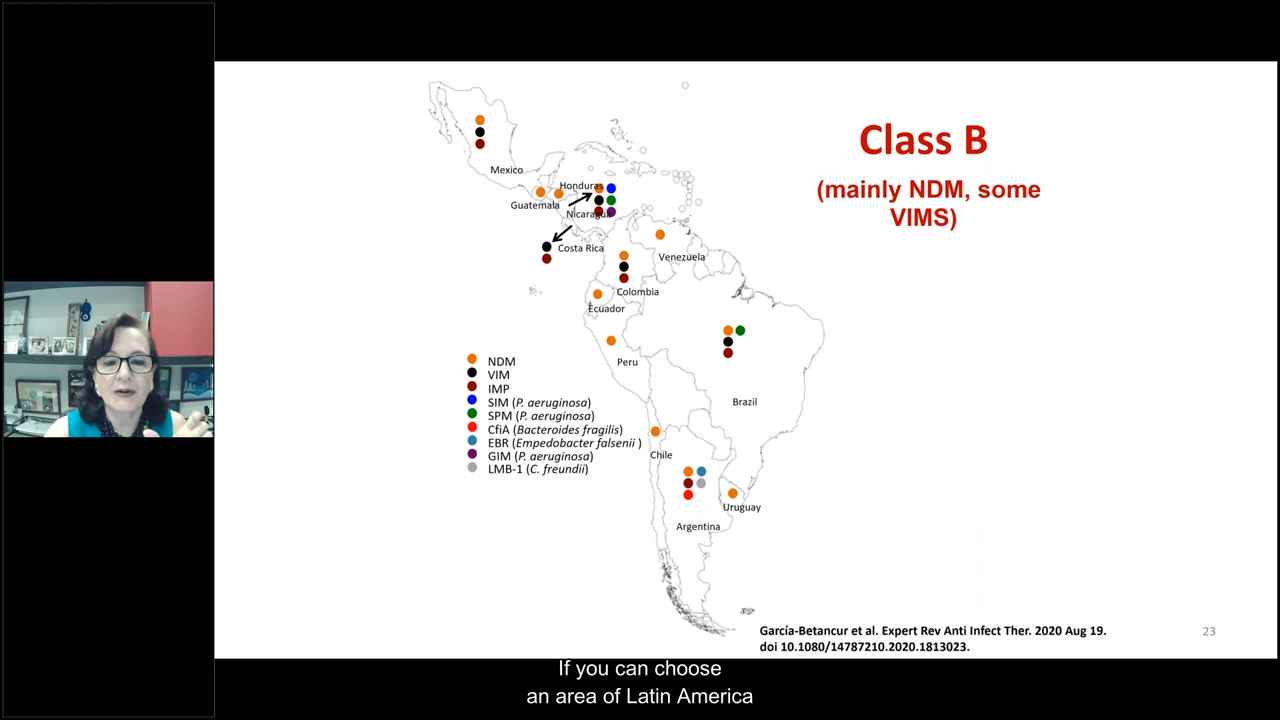 Class B
(mainly NDM, some
VIMS)
Mexico
Honduras
Guatemala
Nicaragua
Costa Rica
Venezuela
Colombia
Ecuador
Peru
Brazil
Chile
Uruguay
Argentina
NDM
VIM
IMP
SIM (P. aeruginosa)
SPM (P. aeruginosa)
CfiA (Bacteroides fragilis)
EBR (Empedobacter falsenii )
GIM (P. aeruginosa)
LMB-1 (C. freundii)
García-Betancur et al. Expert Rev Anti Infect Ther. 2020 Aug 19.
doi 10.1080/14787210.2020.1813023.
23
If you can choose
an area of Latin America